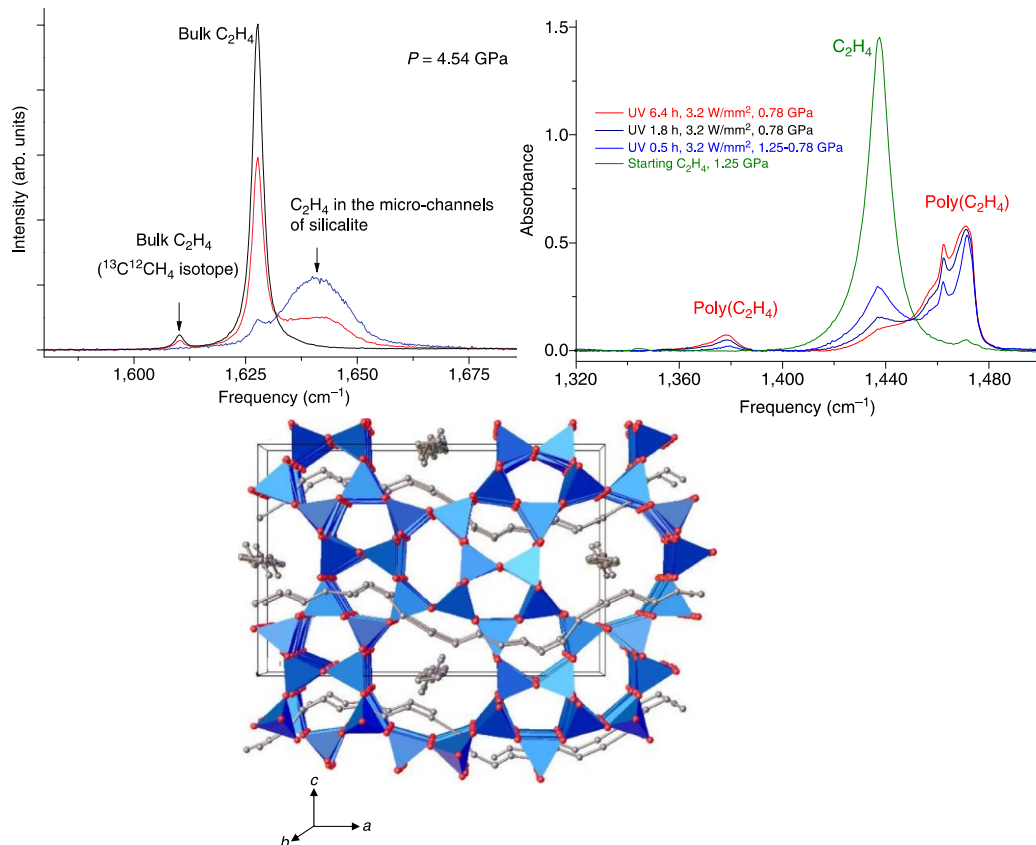 Bulk C₂H₄
P = 4.54 GPa
C₂H₄ in the micro-channels
of silicalite
Bulk C₂H₄
(¹³C¹²CH₄ isotope)
Intensity (arb. units)
1,600
1,625
1,650
1,675
Frequency (cm⁻¹)
1.5
1.0
0.5
0.0
Absorbance
C₂H₄
UV 6.4 h, 3.2 W/mm², 0.78 GPa
UV 1.8 h, 3.2 W/mm², 0.78 GPa
UV 0.5 h, 3.2 W/mm², 1.25-0.78 GPa
Starting C₂H₄, 1.25 GPa
Poly(C₂H₄)
Poly(C₂H₄)
1,320
1,360
1,400
1,440
1,480
Frequency (cm⁻¹)
c
a
b